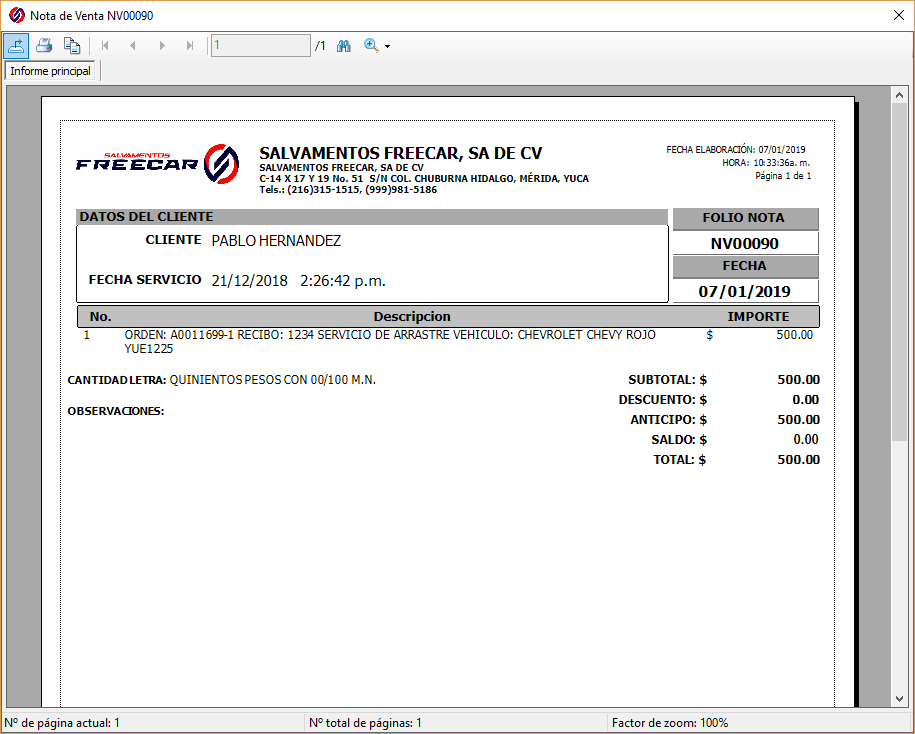 Nota de Venta NV00090
1 /1
Informe principal
SALVAMENTOS
FREECAR
SALVAMENTOS FREECAR, SA DE CV
SALVAMENTOS FREECAR, SA DE CV
C-14 X 17 Y 19 No. 51 S/N COL. CHUBURNA HIDALGO, MÉRIDA, YUCA
Tels.: (216)315-1515, (999)981-5186
FECHA ELABORACIÓN: 07/01/2019
HORA: 10:33:36a. m.
Página 1 de 1
DATOS DEL CLIENTE
CLIENTE PABLO HERNANDEZ
FECHA SERVICIO 21/12/2018 2:26:42 p.m.
FOLIO NOTA
NV00090
FECHA
07/01/2019
No. Descripcion IMPORTE
1 ORDEN: A0011699-1 RECIBO: 1234 SERVICIO DE ARRASTRE VEHICULO: CHEVROLET CHEVY ROJO $ 500.00
YUE1225
CANTIDAD LETRA: QUINIENTOS PESOS CON 00/100 M.N.
OBSERVACIONES:
SUBTOTAL: $ 500.00
DESCUENTO: $ 0.00
ANTICIPO: $ 500.00
SALDO: $ 0.00
TOTAL: $ 500.00
Nº de página actual: 1 Nº total de páginas: 1 Factor de zoom: 100%